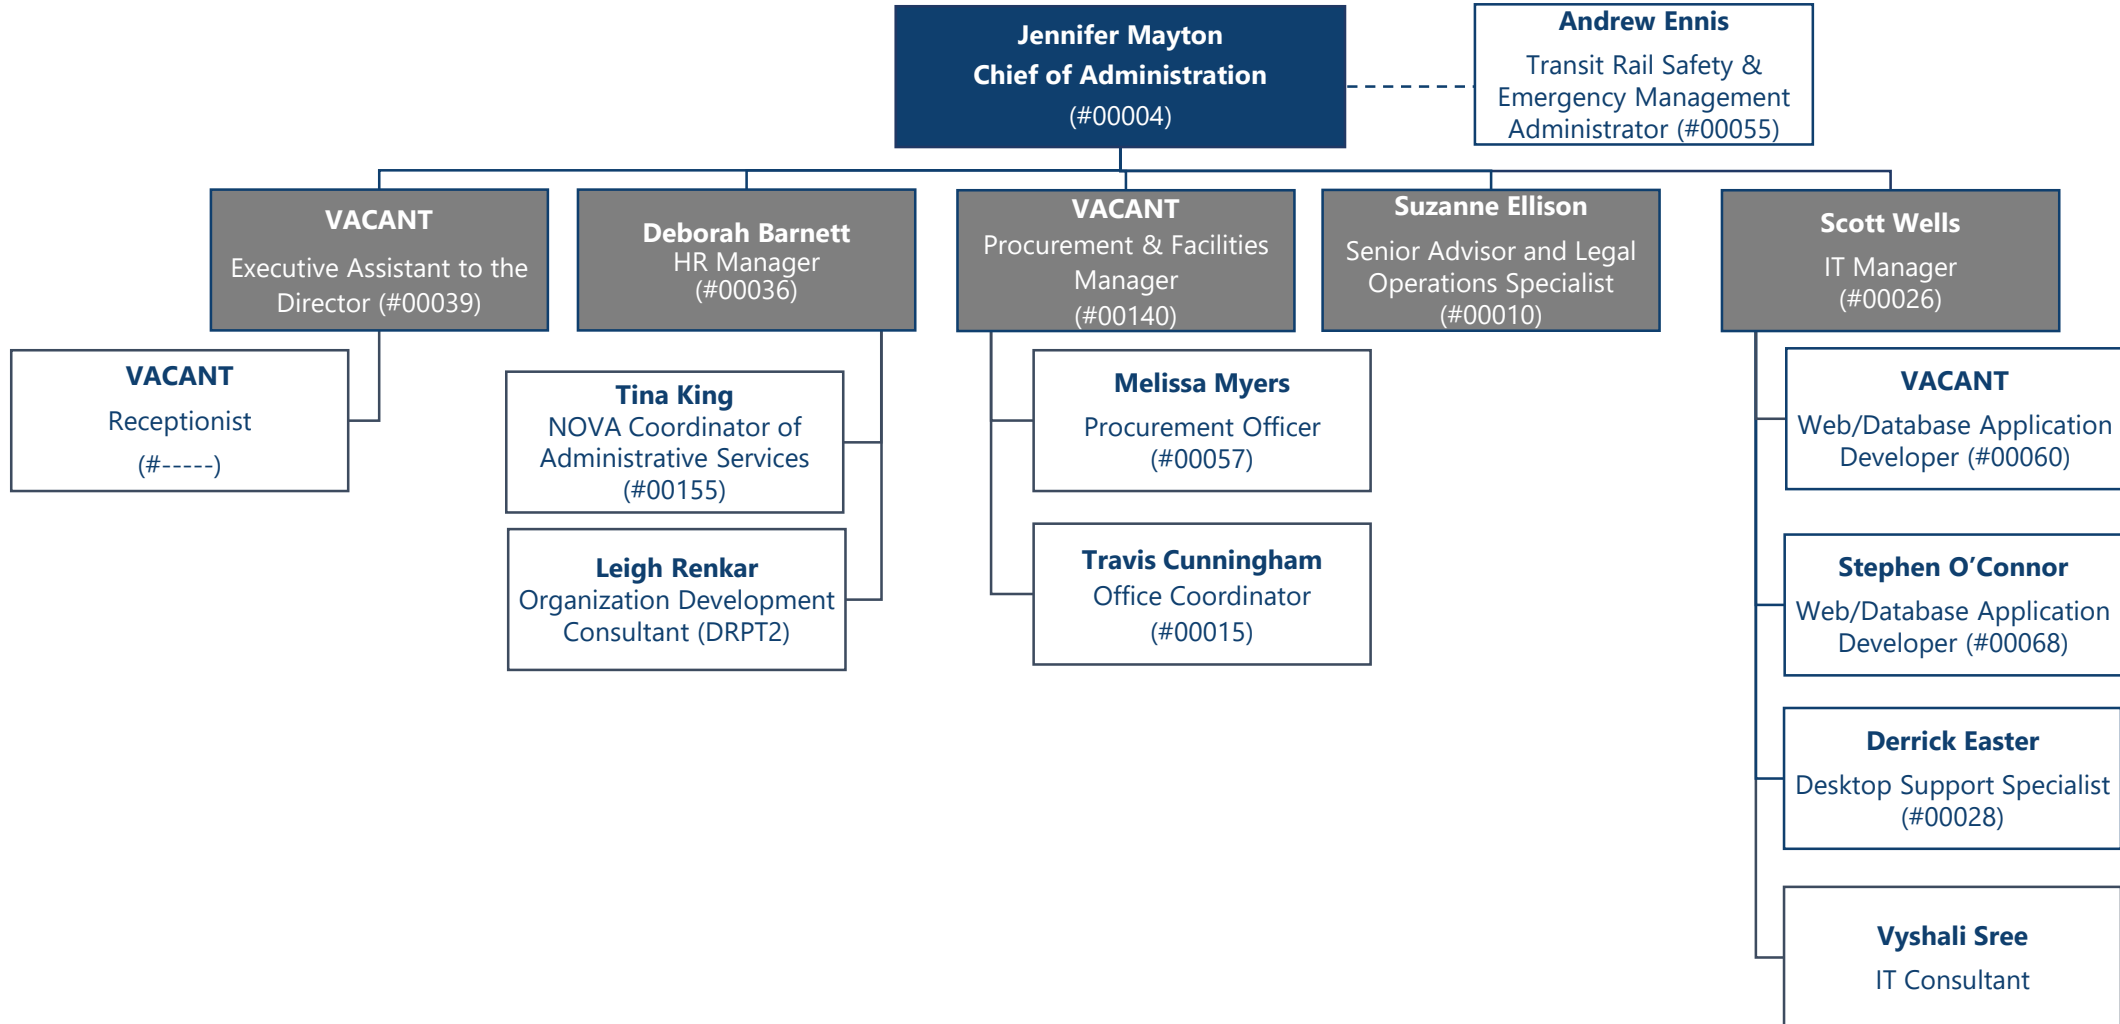 Jennifer Mayton
Chief of Administration
(#00004)
Andrew Ennis
Transit Rail Safety &
Emergency Management
Administrator (#00055)
VACANT
Executive Assistant to the
Director (#00039)
Deborah Barnett
HR Manager
(#00036)
VACANT
Procurement & Facilities
Manager
(#00140)
Suzanne Ellison
Senior Advisor and Legal
Operations Specialist
(#00010)
Scott Wells
IT Manager
(#00026)
VACANT
Receptionist
(#-----)
Tina King
NOVA Coordinator of
Administrative Services
(#00155)
Leigh Renkar
Organization Development
Consultant (DRPT2)
Melissa Myers
Procurement Officer
(#00057)
Travis Cunningham
Office Coordinator
(#00015)
VACANT
Web/Database Application
Developer (#00060)
Stephen O’Connor
Web/Database Application
Developer (#00068)
Derrick Easter
Desktop Support Specialist
(#00028)
Vyshali Sree
IT Consultant